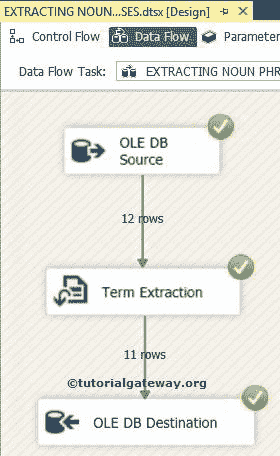 EXTRACTING NOUN...SES.dtsx [Design]
Control Flow
Data Flow
Parameter
Data Flow Task:
EXTRACTING NOUN PHR
OLE DB
Source
12 rows
Term Extraction
11 rows
©tutorialgateway.org
OLE DB Destination